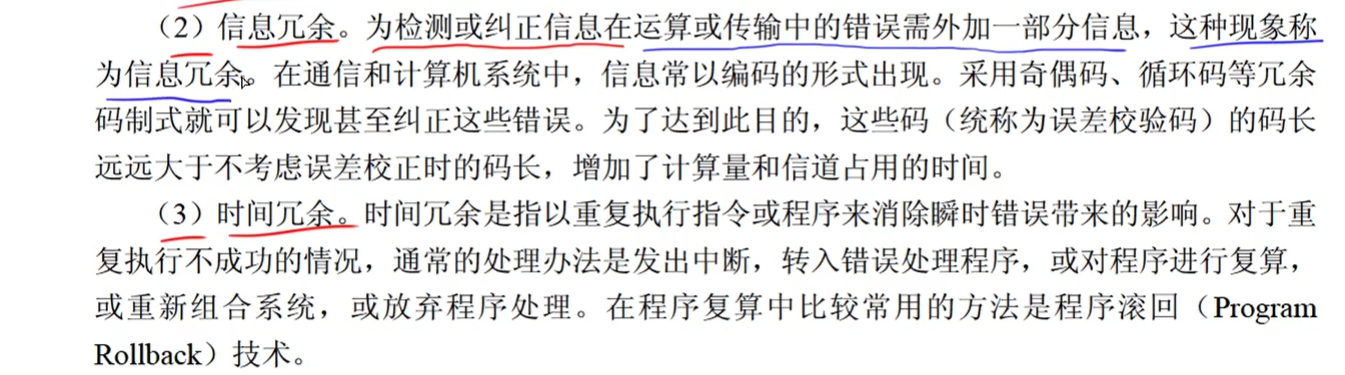 （2）信息冗余。为检测或纠正信息在运算或传输中的错误需外加一部分信息，这种现象称
为信息冗余。在通信和计算机系统中，信息常以编码的形式出现。采用奇偶码、循环码等冗余
码制式就可以发现甚至纠正这些错误。为了达到此目的，这些码（统称为误差校验码）的码长
远远大于不考虑误差校正时的码长，增加了计算量和信道占用的时间。
（3）时间冗余。时间冗余是指以重复执行指令或程序来消除瞬时错误带来的影响。对于重
复执行不成功的情况，通常的处理办法是发出中断，转入错误处理程序，或对程序进行复算，
或重新组合系统，或放弃程序处理。在程序复算中比较常用的方法是程序滚回（Program
Rollback）技术。